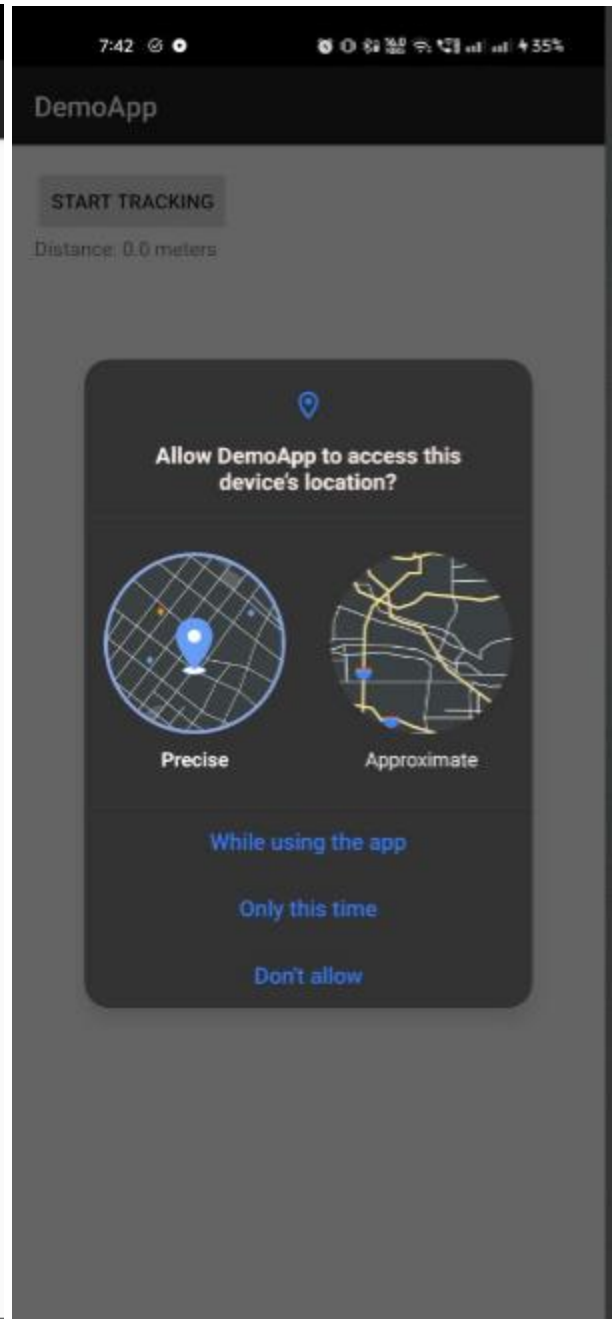 7:42
35%
DemoApp
START TRACKING
Distance: 0.0 meters
Allow DemoApp to access this
device's location?
Precise
Approximate
While using the app
Only this time
Don't allow